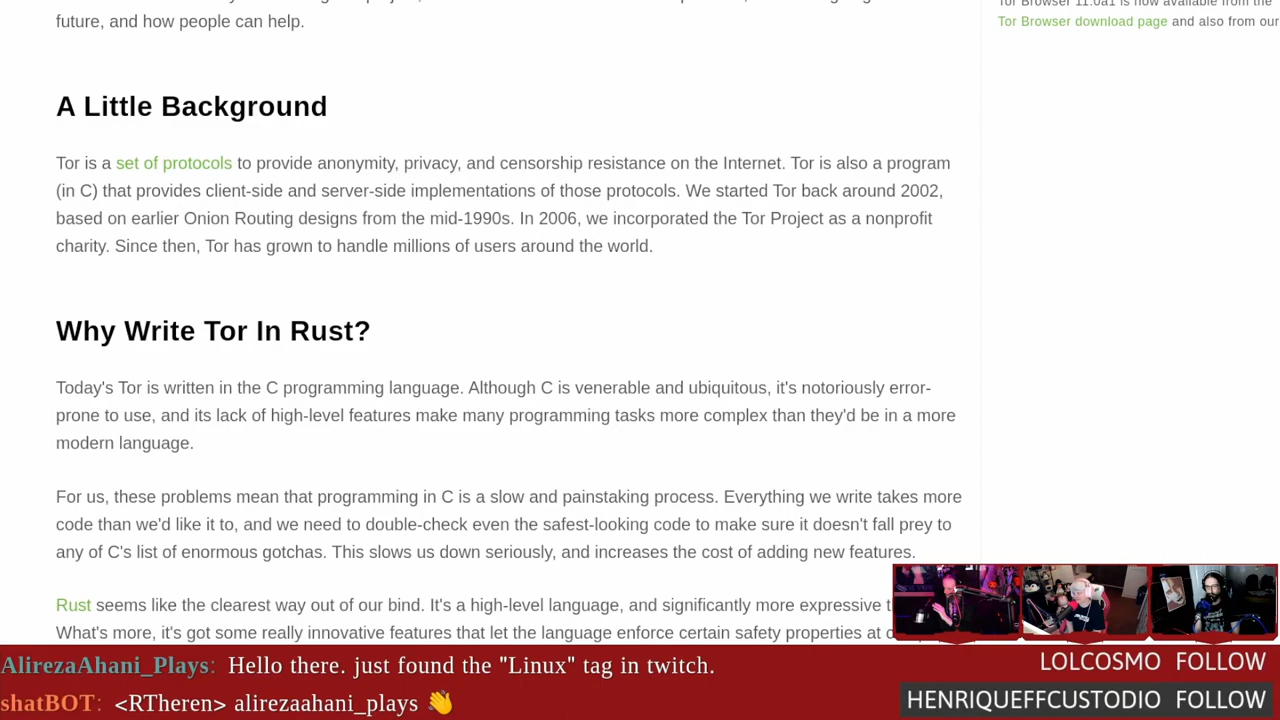 future, and how people can help.
Tor Browser 11.0a1 is now available from the
Tor Browser download page and also from our
A Little Background
Tor is a set of protocols to provide anonymity, privacy, and censorship resistance on the Internet. Tor is also a program
(in C) that provides client-side and server-side implementations of those protocols. We started Tor back around 2002,
based on earlier Onion Routing designs from the mid-1990s. In 2006, we incorporated the Tor Project as a nonprofit
charity. Since then, Tor has grown to handle millions of users around the world.
Why Write Tor In Rust?
Today's Tor is written in the C programming language. Although C is venerable and ubiquitous, it's notoriously error-
prone to use, and its lack of high-level features make many programming tasks more complex than they'd be in a more
modern language.
For us, these problems mean that programming in C is a slow and painstaking process. Everything we write takes more
code than we'd like it to, and we need to double-check even the safest-looking code to make sure it doesn't fall prey to
any of C's list of enormous gotchas. This slows us down seriously, and increases the cost of adding new features.
Rust seems like the clearest way out of our bind. It's a high-level language, and significantly more expressive
What's more, it's got some really innovative features that let the language enforce certain safety properties at
AlirezaAhani_Plays: Hello there. just found the "Linux" tag in twitch.
shatBOT: <RTheren> alirezaahani_plays 👋
LOLCOSMO FOLLOW
HENRIQUEFFCUSTODIO FOLLOW